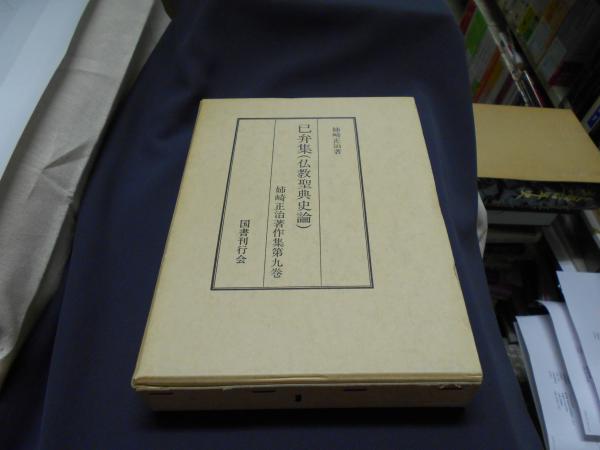 姉崎正治著
已弁集(仏教聖典史論)
姉崎正治著作集第九巻
国書刊行会